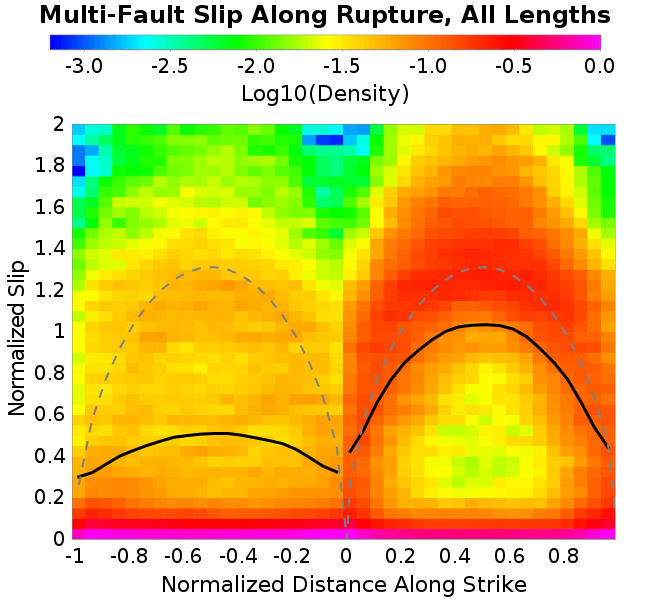 Multi-Fault Slip Along Rupture, All Lengths
-3.0 -2.5 -2.0 -1.5 -1.0 -0.5 0.0
Log10(Density)
2
1.8
1.6
1.4
1.2
1
0.8
0.6
0.4
0.2
0
Normalized Slip
-1 -0.8 -0.6 -0.4 -0.2 0 0.2 0.4 0.6 0.8
Normalized Distance Along Strike